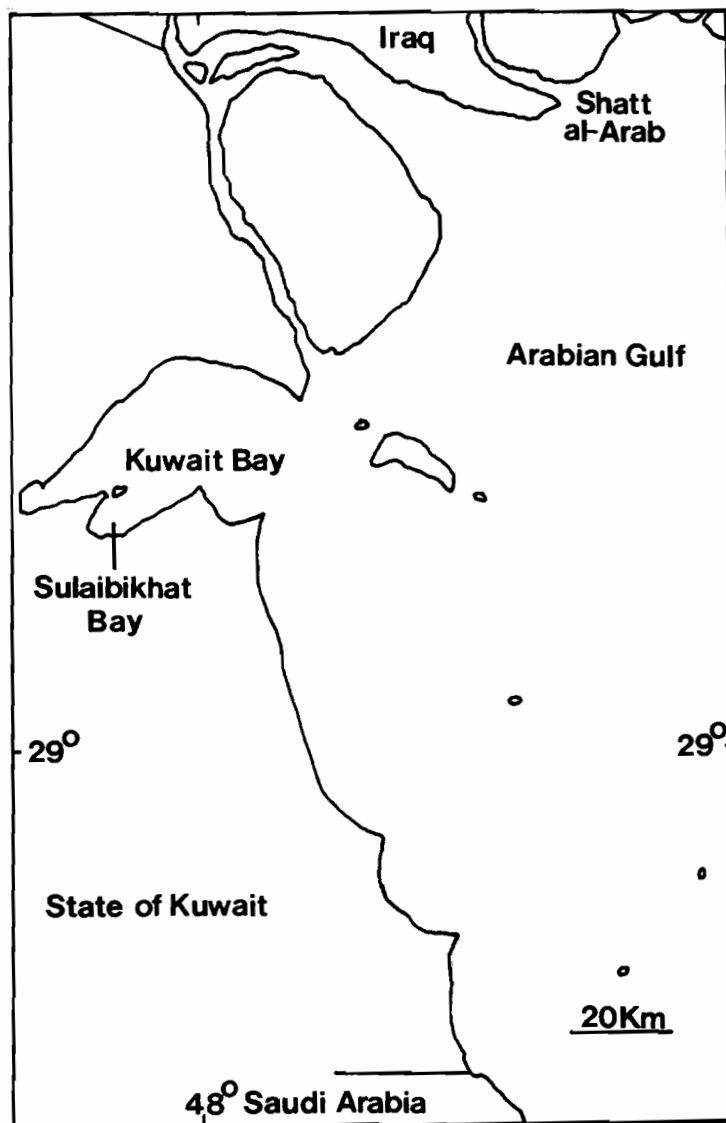 Iraq
Shatt
al-Arab
Arabian Gulf
Kuwait Bay
Sulaibikhat
Bay
29°
29°
State of Kuwait
20Km
48° Saudi Arabia